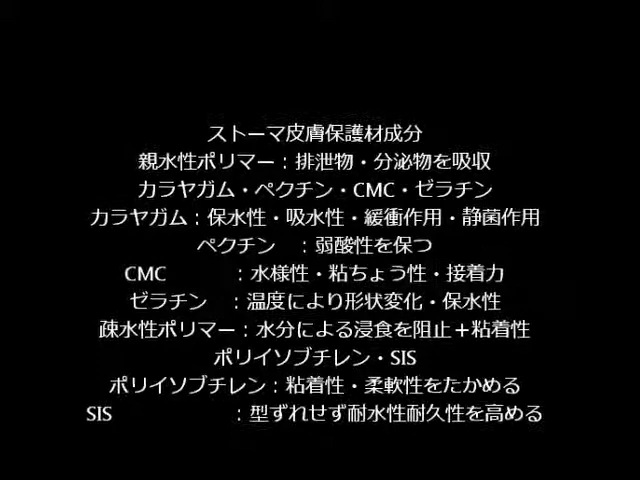 ストーマ皮膚保護材成分
親水性ポリマー：排泄物・分泌物を吸収
カラヤガム・ペクチン・CMC・ゼラチン
カラヤガム：保水性・吸水性・緩衝作用・静菌作用
ペクチン　：弱酸性を保つ
CMC　　　：水様性・粘ちょう性・接着力
ゼラチン　：温度により形状変化・保水性
疎水性ポリマー：水分による浸食を阻止＋粘着性
ポリイソブチレン・SIS
ポリイソブチレン：粘着性・柔軟性をたかめる
SIS　　　　　　：型ずれせず耐水性耐久性を高める